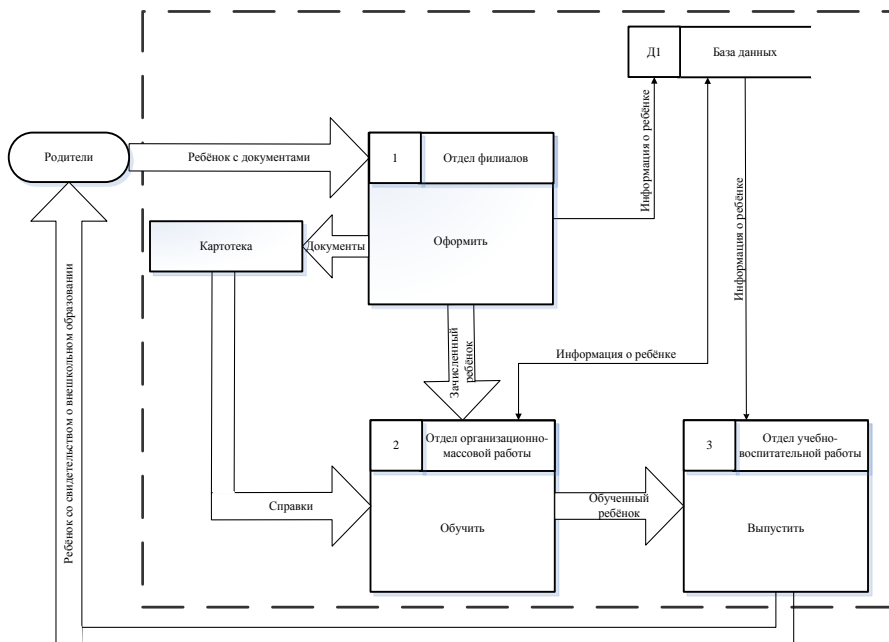 Д1
База данных
Родители
Ребёнок с документами
1
Отдел филиалов
Информация о ребёнке
Картотека
Документы
Оформить
Информация о ребёнке
Зачисленный
ребёнок
Информация о ребёнке
Ребёнок со свидетельством о внешкольном образовании
2
Отдел организационно-
массовой работы
3
Отдел учебно-
воспитательной работы
Справки
Обучить
Обученный
ребёнок
Выпустить